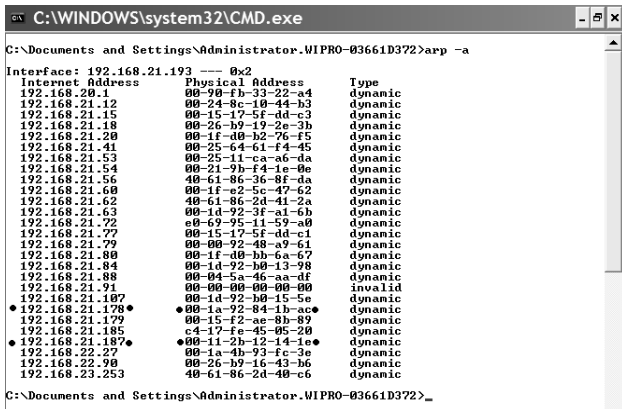 C:\WINDOWS\system32\CMD.exe
C:\Documents and Settings\Administrator.WIPRO-03661D372>arp -a
Interface: 192.168.21.193 --- 0x2
Internet Address Physical Address Type
192.168.20.1 00-90-fb-33-22-a4 dynamic
192.168.21.12 00-24-8c-10-44-b3 dynamic
192.168.21.15 00-15-17-5f-dd-c3 dynamic
192.168.21.18 00-26-b9-19-2e-3b dynamic
192.168.21.20 00-1f-d0-b2-76-f5 dynamic
192.168.21.41 00-25-64-61-f4-45 dynamic
192.168.21.53 00-25-11-ca-a6-da dynamic
192.168.21.54 00-21-9b-f4-1e-0e dynamic
192.168.21.56 40-61-86-36-8f-da dynamic
192.168.21.60 00-1f-e2-5c-47-62 dynamic
192.168.21.62 40-61-86-2d-41-2a dynamic
192.168.21.63 00-1d-92-3f-a1-6b dynamic
192.168.21.72 e0-69-95-11-59-a0 dynamic
192.168.21.77 00-15-17-5f-dd-c1 dynamic
192.168.21.79 00-00-92-48-a9-61 dynamic
192.168.21.80 00-1f-d0-bb-6a-67 dynamic
192.168.21.84 00-1d-92-b0-13-98 dynamic
192.168.21.88 00-04-5a-46-aa-df dynamic
192.168.21.91 00-00-00-00-00-00 invalid
192.168.21.107 00-1d-92-b0-15-5e dynamic
192.168.21.178 00-1a-92-84-1b-ac dynamic
192.168.21.179 00-15-f2-ae-8b-89 dynamic
192.168.21.185 c4-17-fe-45-05-20 dynamic
192.168.21.187 00-11-2b-12-14-1e dynamic
192.168.22.27 00-1a-4b-93-fc-3e dynamic
192.168.22.90 00-26-b9-16-43-b6 dynamic
192.168.23.253 40-61-86-2d-40-c6 dynamic
C:\Documents and Settings\Administrator.WIPRO-03661D372>_